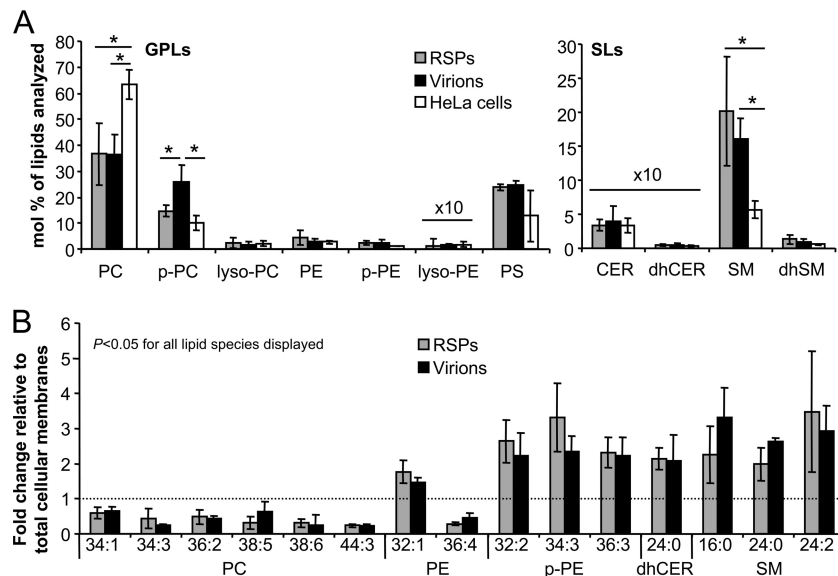 A
GPLs
SLs
mol % of lipids analyzed
80
70
60
50
40
30
20
10
0
RSPs
Virions
HeLa cells
* * * * x10
PC p-PC lyso-PC PE p-PE lyso-PE PS
30
25
20
15
10
5
0
x10 * *
CER dhCER SM dhSM
B
Fold change relative to
total cellular membranes
6
5
4
3
2
1
0
P<0.05 for all lipid species displayed
RSPs
Virions
34:1 34:3 36:2 38:5 38:6 44:3 32:1 36:4 32:2 34:3 36:3 24:0 16:0 24:0 24:2
PC PE p-PE dhCER SM